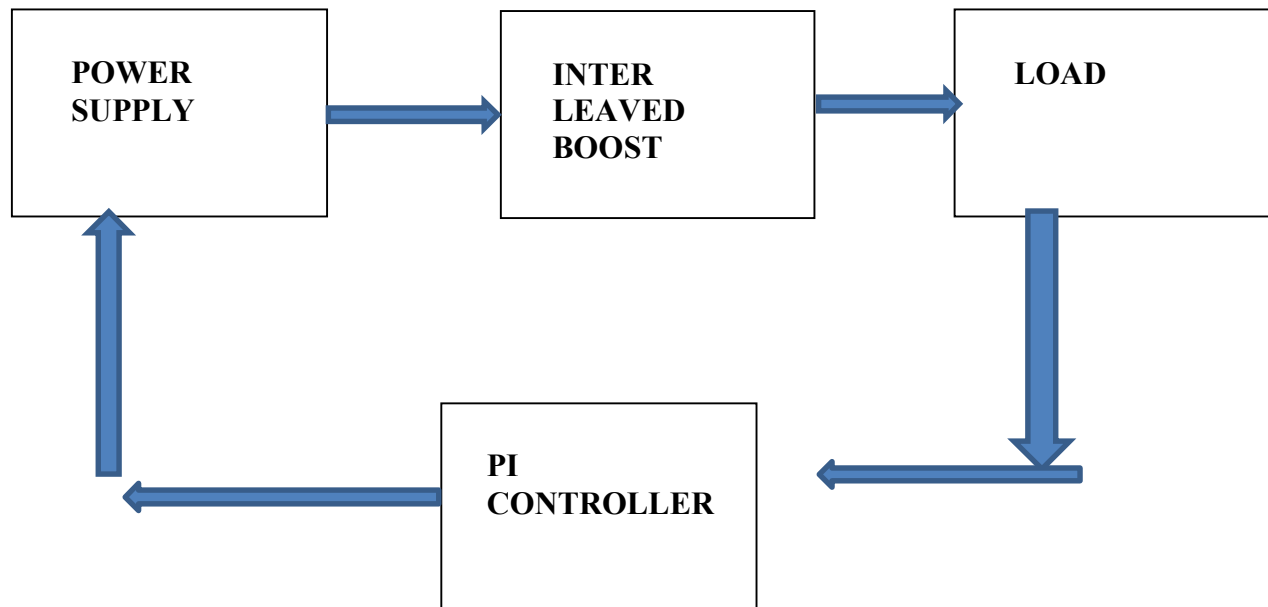 POWER
SUPPLY
INTER
LEAVED
BOOST
LOAD
PI
CONTROLLER